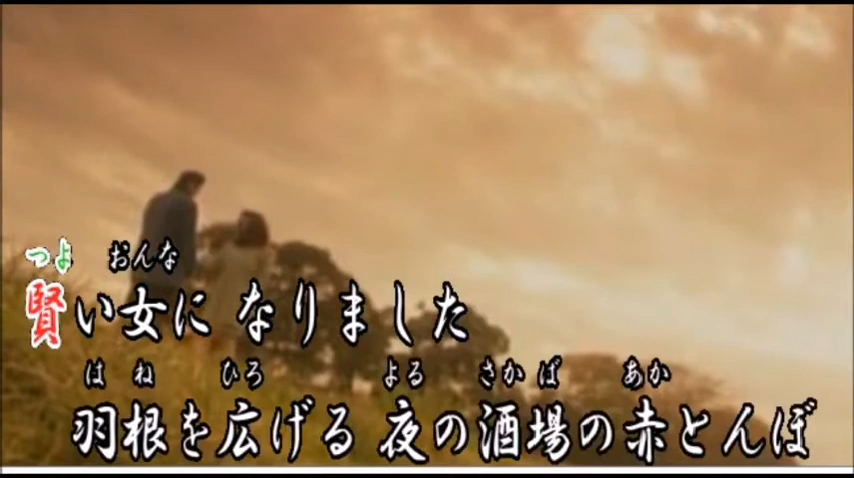 つよ おんな
賢い女に なりました
はね ひろ よる さかば あか
羽根を広げる 夜の酒場の赤とんぼ